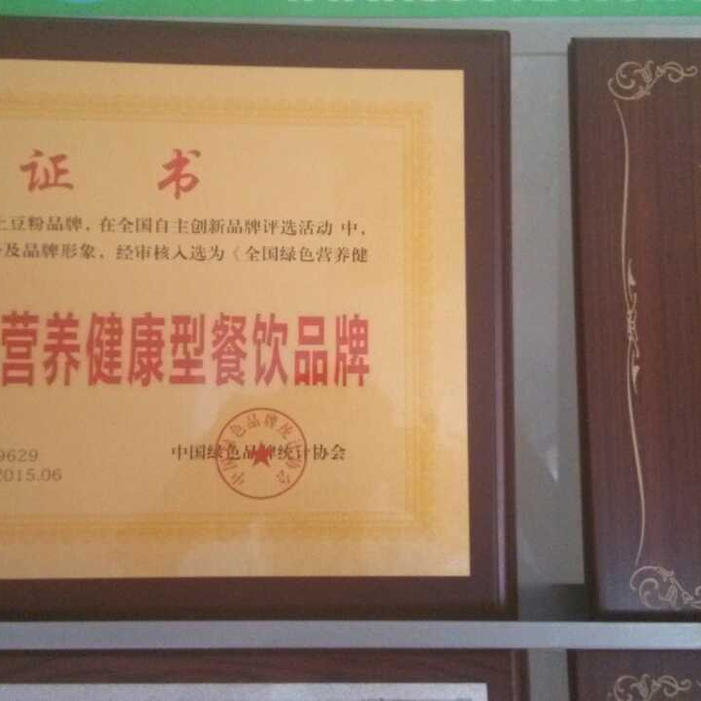 证 书
土豆粉品牌，在全国自主创新品牌评选活动 中，
及品牌形象，经审核入选为《全国绿色营养健
营养健康型餐饮品牌
9629
中国绿色品牌统计协会
2015.06